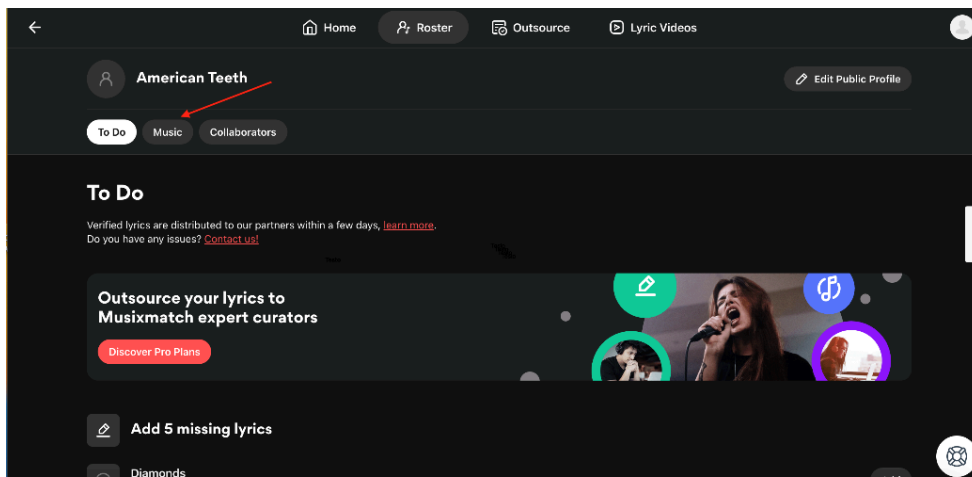 Home Roster Outsource Lyric Videos
American Teeth
Edit Public Profile
To Do Music Collaborators
To Do
Verified lyrics are distributed to our partners within a few days, learn more.
Do you have any issues? Contact us!
Outsource your lyrics to
Musixmatch expert curators
Discover Pro Plans
Add 5 missing lyrics
Diamonds